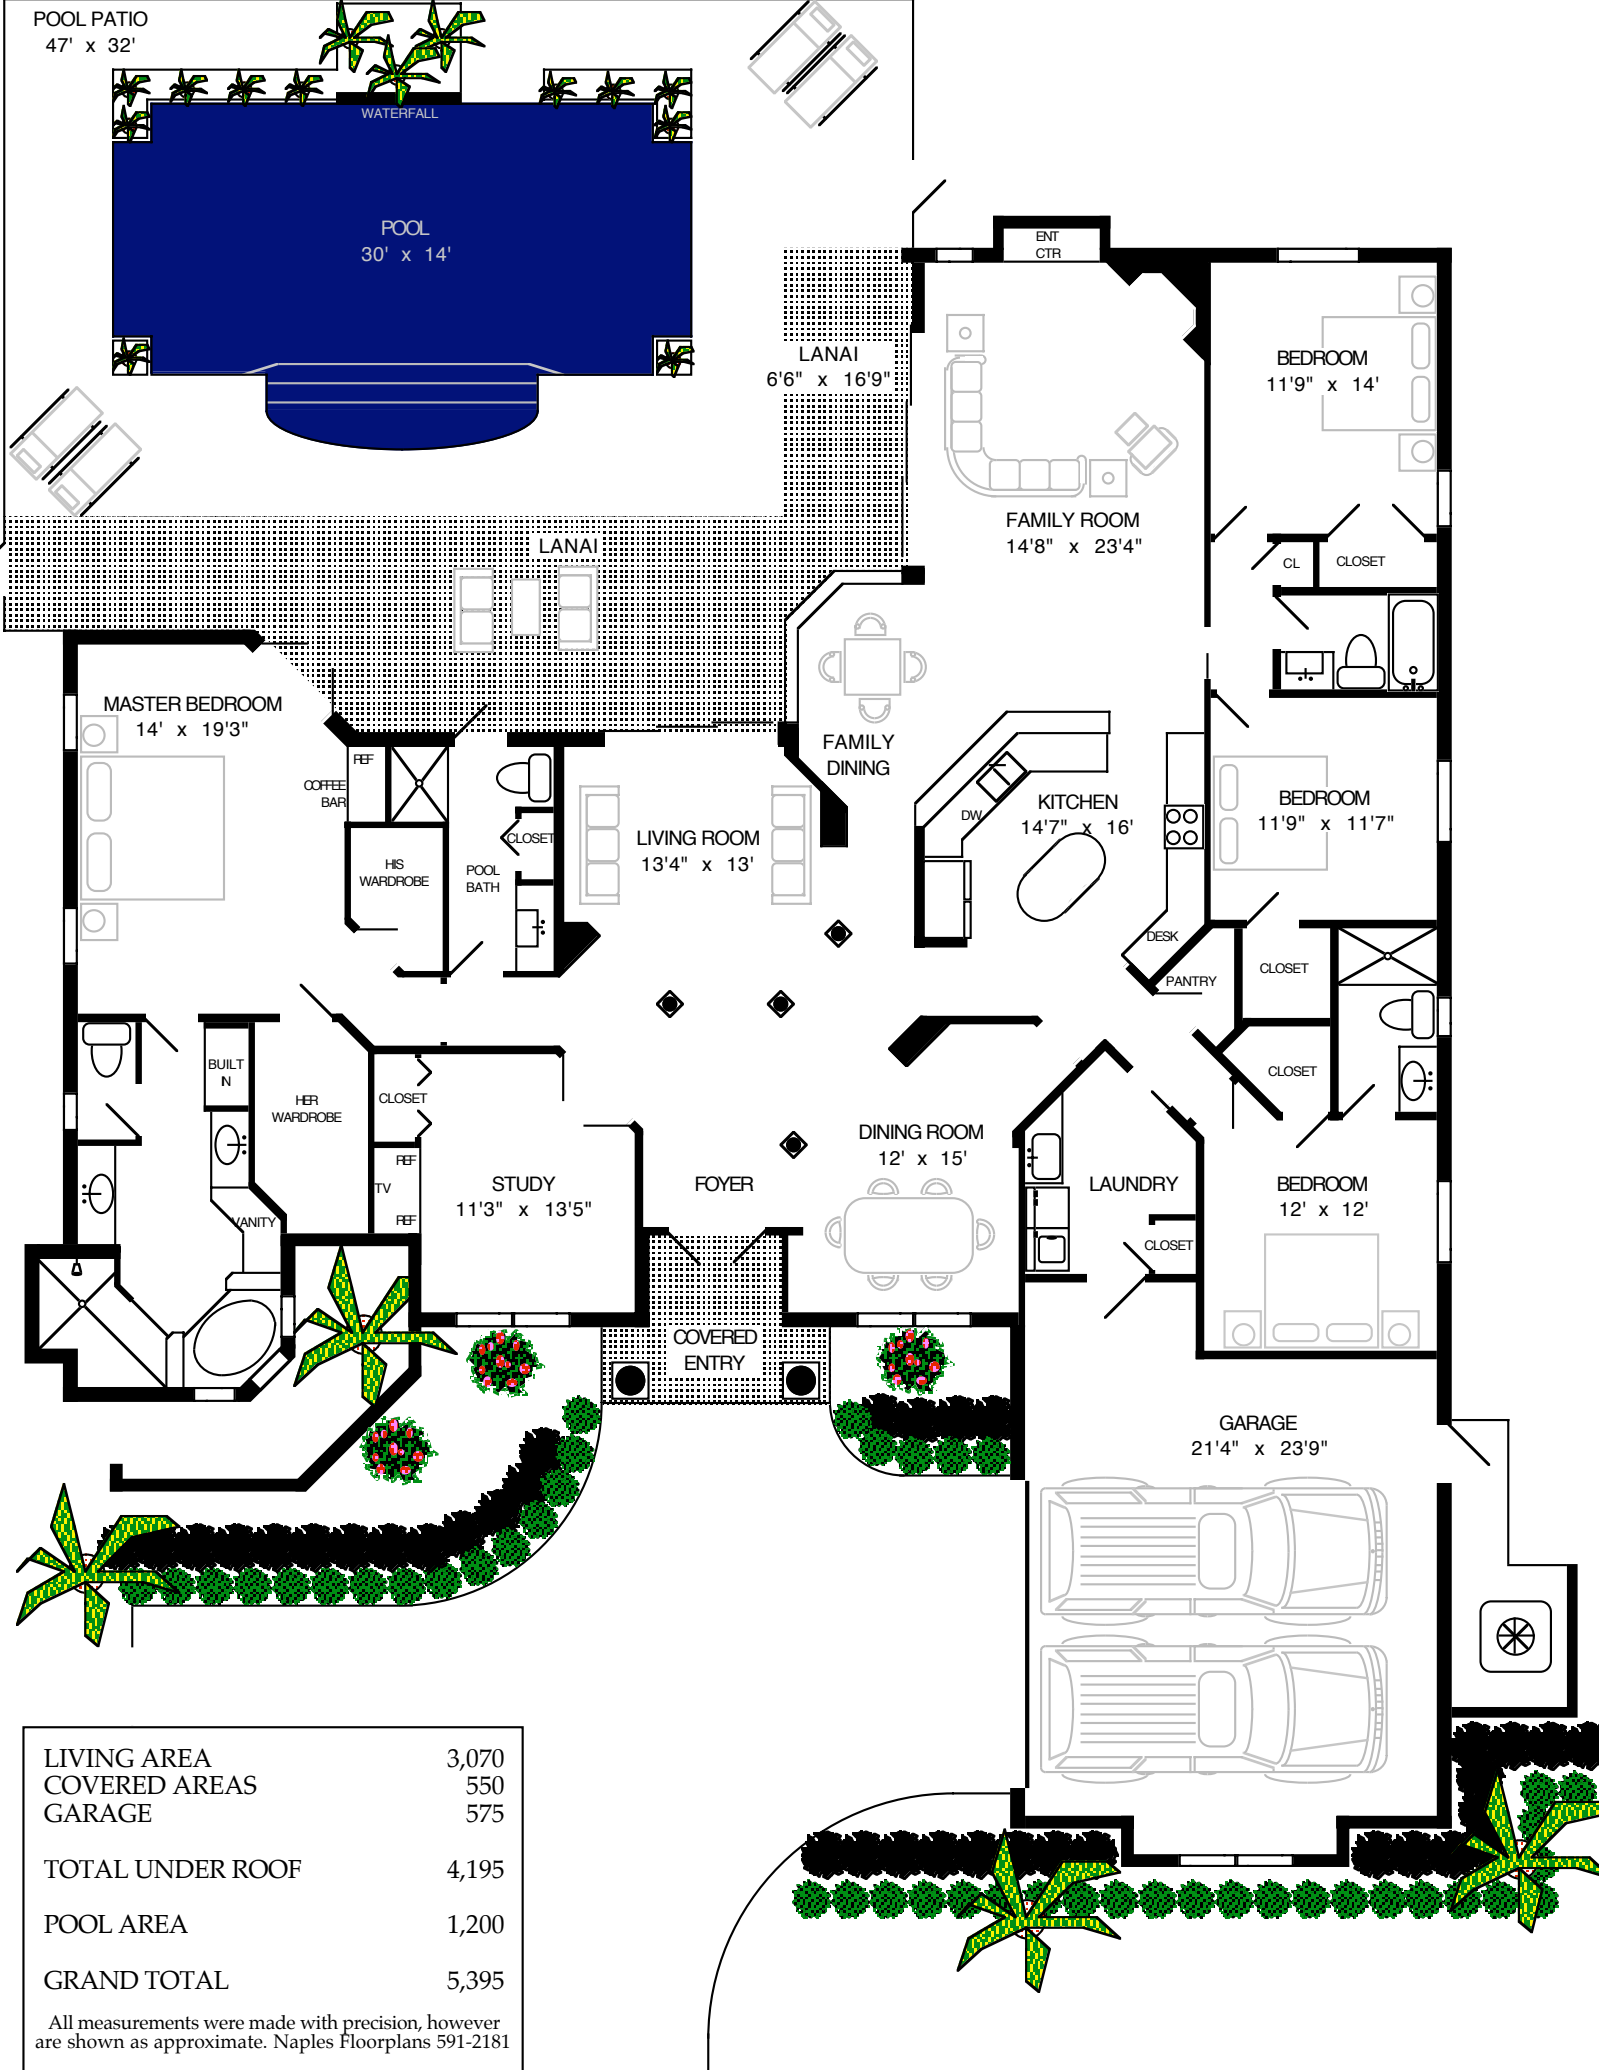 POOL PATIO
47' x 32'
WATERFALL
POOL
30' x 14'
ENT
CTR
LANAI
6'6" x 16'9"
BEDROOM
11'9" x 14'
FAMILY ROOM
14'8" x 23'4"
LANAI
CL
CLOSET
MASTER BEDROOM
14' x 19'3"
FAMILY
DINING
REF
COFFEE
BAR
KITCHEN
14'7" x 16'
DW
BEDROOM
11'9" x 11'7"
LIVING ROOM
13'4" x 13'
CLOSET
HIS
WARDROBE
POOL
BATH
DESK
PANTRY
CLOSET
BUILT
IN
HER
WARDROBE
CLOSET
CLOSET
DINING ROOM
12' x 15'
REF
TV
REF
STUDY
11'3" x 13'5"
FOYER
LAUNDRY
BEDROOM
12' x 12'
VANITY
CLOSET
COVERED
ENTRY
GARAGE
21'4" x 23'9"
LIVING AREA 3,070
COVERED AREAS 550
GARAGE 575
TOTAL UNDER ROOF 4,195
POOL AREA 1,200
GRAND TOTAL 5,395
All measurements were made with precision, however
are shown as approximate. Naples Floorplans 591-2181